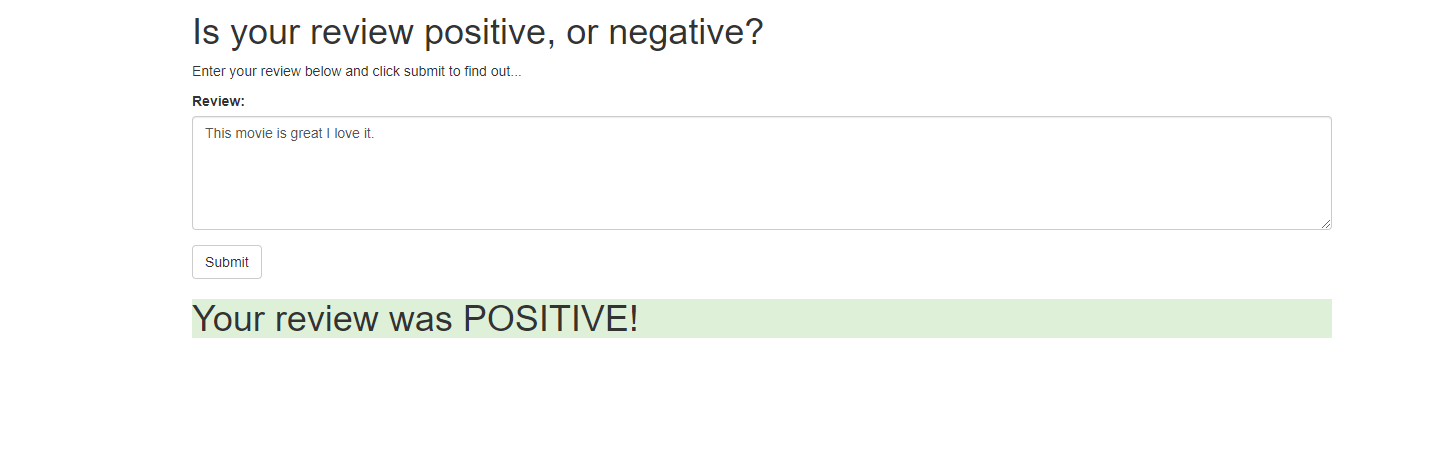 Is your review positive, or negative?
Enter your review below and click submit to find out...
Review:
This movie is great I love it.
Submit
Your review was POSITIVE!